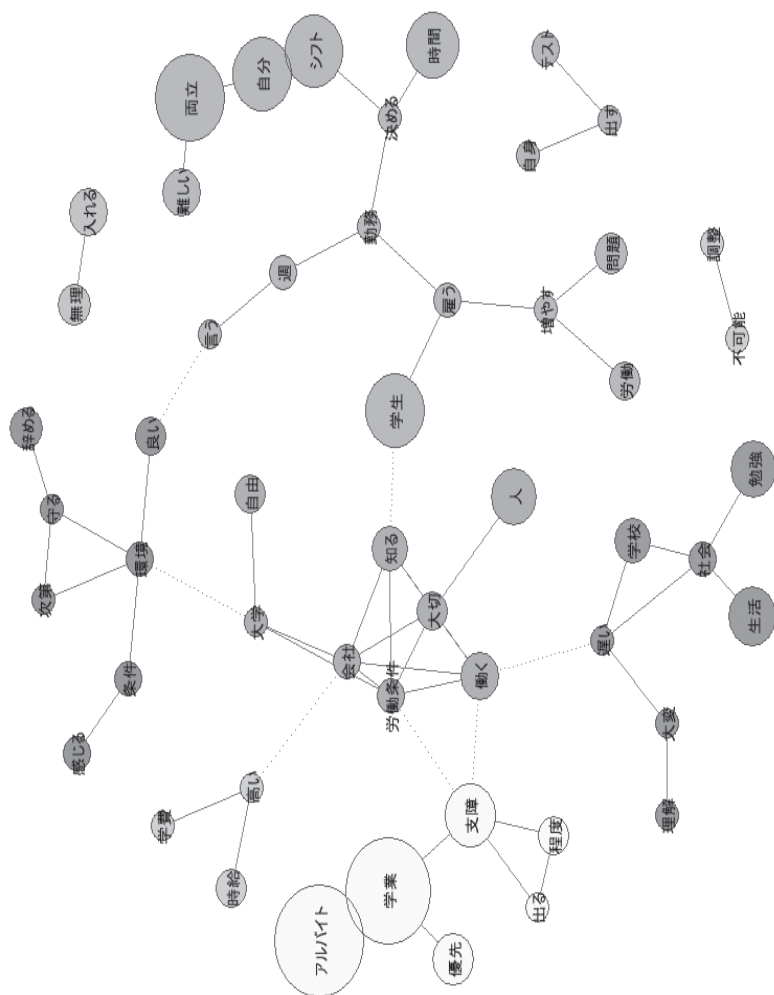 シフト
時間
テスト
自分
両立
決める
出す
自身
難しい
入れる
無理
勤務
週
言う
雇う
増やす
問題
調整
不可能
労働
学生
良い
辞める
守る
次第
環境
自由
人
知る
大切
大学
会社
労働条件
働く
学校
社会
勉強
生活
遅い
大変
理解
条件
感じる
高い
学費
時給
支障
程度
出る
学業
アルバイト
優先